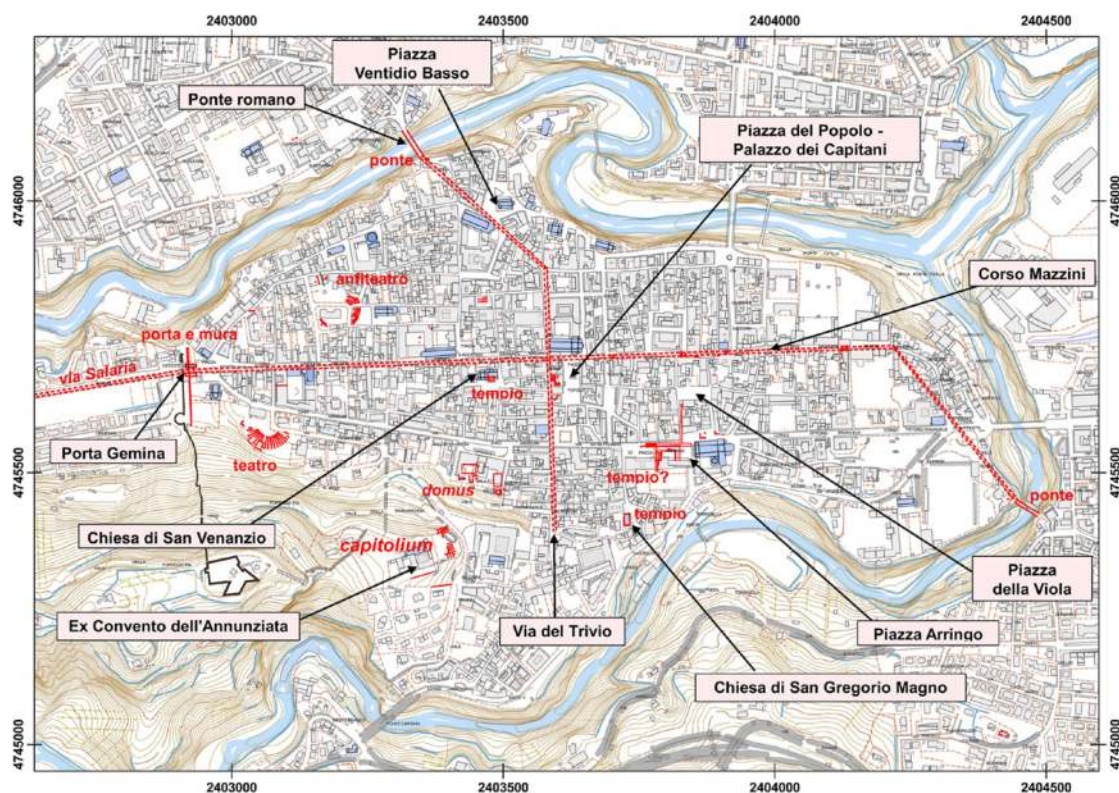 2403000
2403500
2404000
2404500
Piazza
Ventidio Basso
Ponte romano
Piazza del Popolo -
Palazzo dei Capitani
ponte
4746000
4746000
anfiteatro
Corso Mazzini
porta e mura
via Salaria
tempio
Porta Gemina
teatro
4745500
4745500
domus
tempio?
tempio
ponte
Chiesa di San Venanzio
capitolium
Piazza
della Viola
Ex Convento dell'Annunziata
Via del Trivio
Piazza Arringo
Chiesa di San Gregorio Magno
4745000
4745000
2403000
2403500
2404000
2404500